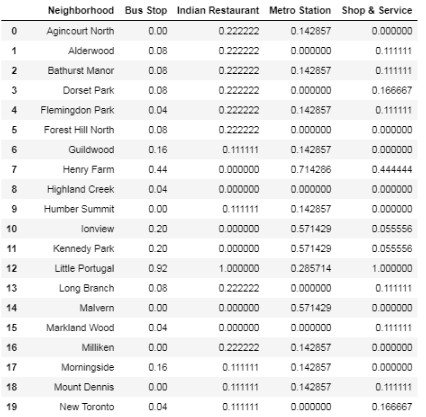 Neighborhood Bus Stop Indian Restaurant Metro Station Shop & Service
0 Agincourt North 0.00 0.222222 0.142857 0.000000
1 Alderwood 0.08 0.222222 0.000000 0.111111
2 Bathurst Manor 0.08 0.222222 0.142857 0.111111
3 Dorset Park 0.08 0.222222 0.000000 0.166667
4 Flemingdon Park 0.04 0.222222 0.142857 0.111111
5 Forest Hill North 0.08 0.222222 0.000000 0.000000
6 Guildwood 0.16 0.111111 0.142857 0.000000
7 Henry Farm 0.44 0.000000 0.714286 0.444444
8 Highland Creek 0.04 0.000000 0.000000 0.000000
9 Humber Summit 0.00 0.111111 0.142857 0.000000
10 Ionview 0.20 0.000000 0.571429 0.055556
11 Kennedy Park 0.20 0.000000 0.571429 0.055556
12 Little Portugal 0.92 1.000000 0.285714 1.000000
13 Long Branch 0.08 0.222222 0.000000 0.111111
14 Malvern 0.00 0.000000 0.571429 0.000000
15 Markland Wood 0.04 0.000000 0.000000 0.111111
16 Milliken 0.00 0.222222 0.142857 0.000000
17 Morningside 0.16 0.111111 0.142857 0.000000
18 Mount Dennis 0.00 0.111111 0.142857 0.111111
19 New Toronto 0.04 0.111111 0.000000 0.166667